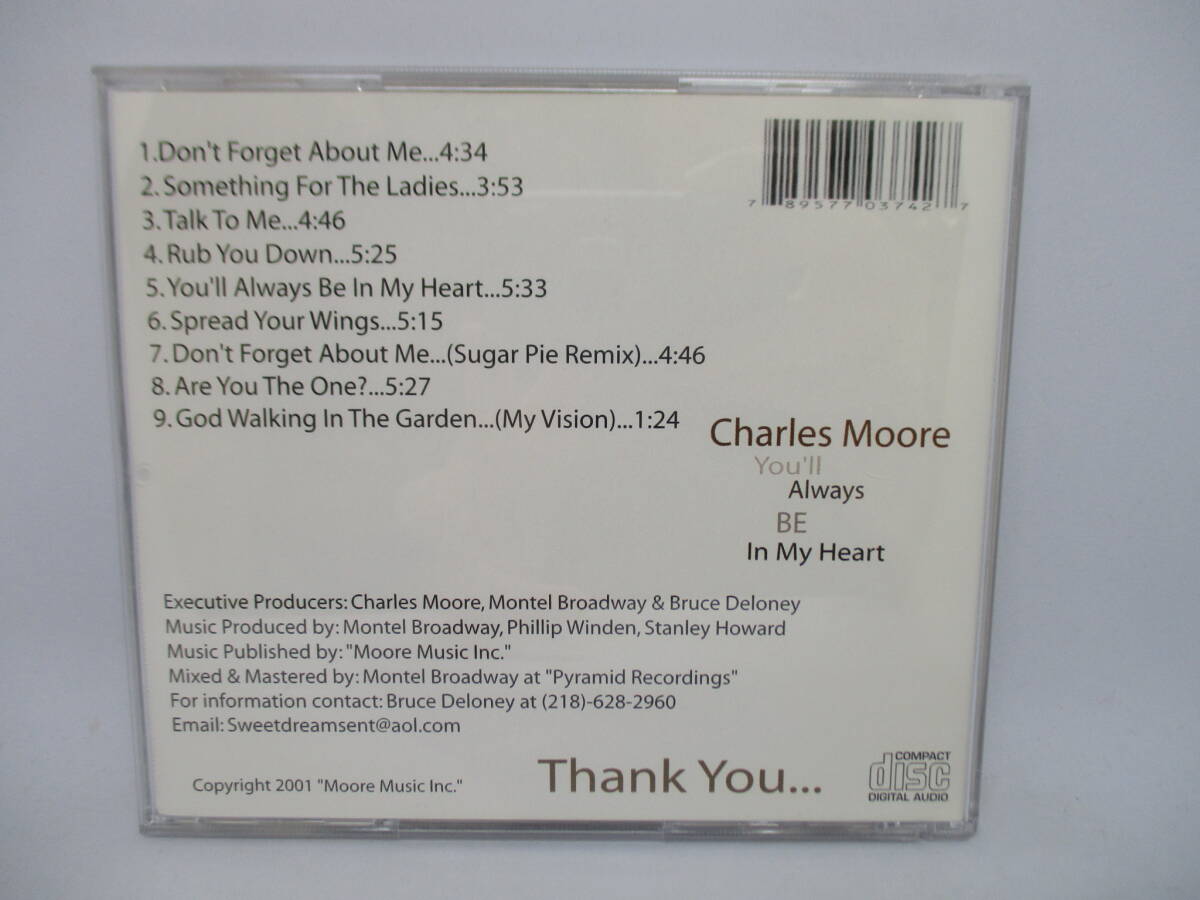 1.Don't Forget About Me...4:34
2. Something For The Ladies...3:53
3. Talk To Me...4:46
4. Rub You Down...5:25
5. You'll Always Be In My Heart...5:33
6. Spread Your Wings...5:15
7. Don't Forget About Me...(Sugar Pie Remix)...4:46
8. Are You The One?...5:27
9. God Walking In The Garden...(My Vision)...1:24
7 89577 03742 7
Charles Moore
You'll
Always
BE
In My Heart
Executive Producers: Charles Moore, Montel Broadway & Bruce Deloney
Music Produced by: Montel Broadway, Phillip Winden, Stanley Howard
Music Published by: "Moore Music Inc."
Mixed & Mastered by: Montel Broadway at "Pyramid Recordings"
For information contact: Bruce Deloney at (218)-628-2960
Email: Sweetdreamsent@aol.com
Copyright 2001 "Moore Music Inc."
Thank You...
COMPACT
disc
DIGITAL AUDIO